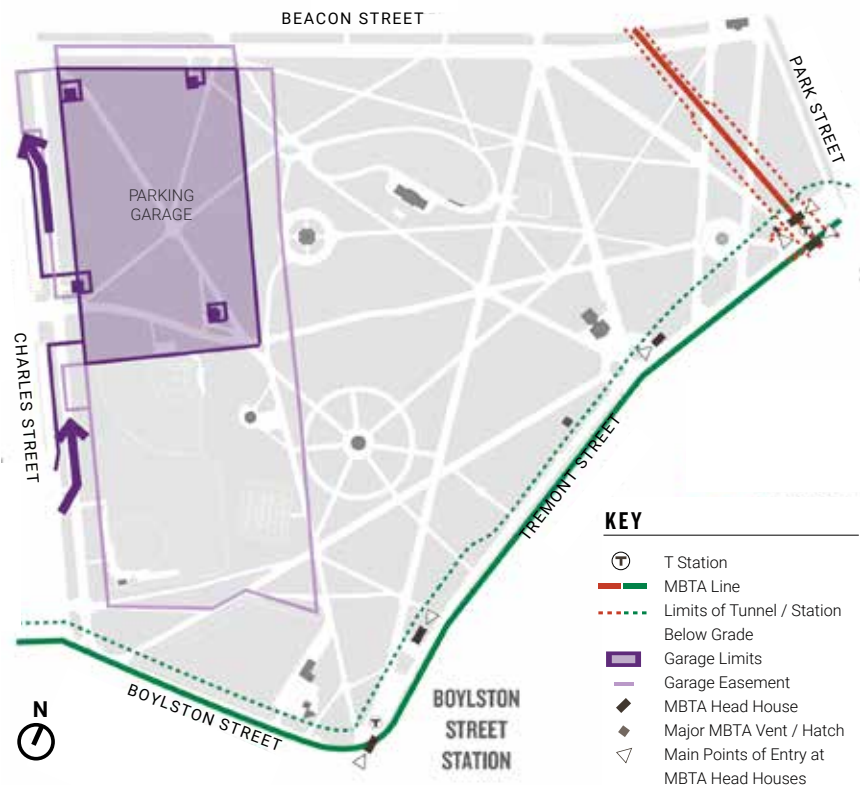 BEACON STREET
PARK STREET
PARKING
GARAGE
CHARLES STREET
TREMONT STREET
BOYLSTON STREET
BOYLSTON
STREET
STATION
N
T
T
KEY
T
T Station
MBTA Line
Limits of Tunnel / Station
Below Grade
Garage Limits
Garage Easement
MBTA Head House
Major MBTA Vent / Hatch
Main Points of Entry at
MBTA Head Houses